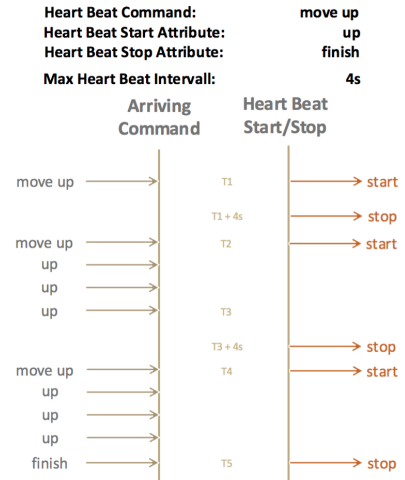 Heart Beat Command: move up
Heart Beat Start Attribute: up
Heart Beat Stop Attribute: finish
Max Heart Beat Intervall: 4s
Arriving Command
Heart Beat Start/Stop
move up T1 start
T1 + 4s stop
move up T2 start
up
up
up T3
T3 + 4s stop
move up T4 start
up
up
up
finish T5 stop